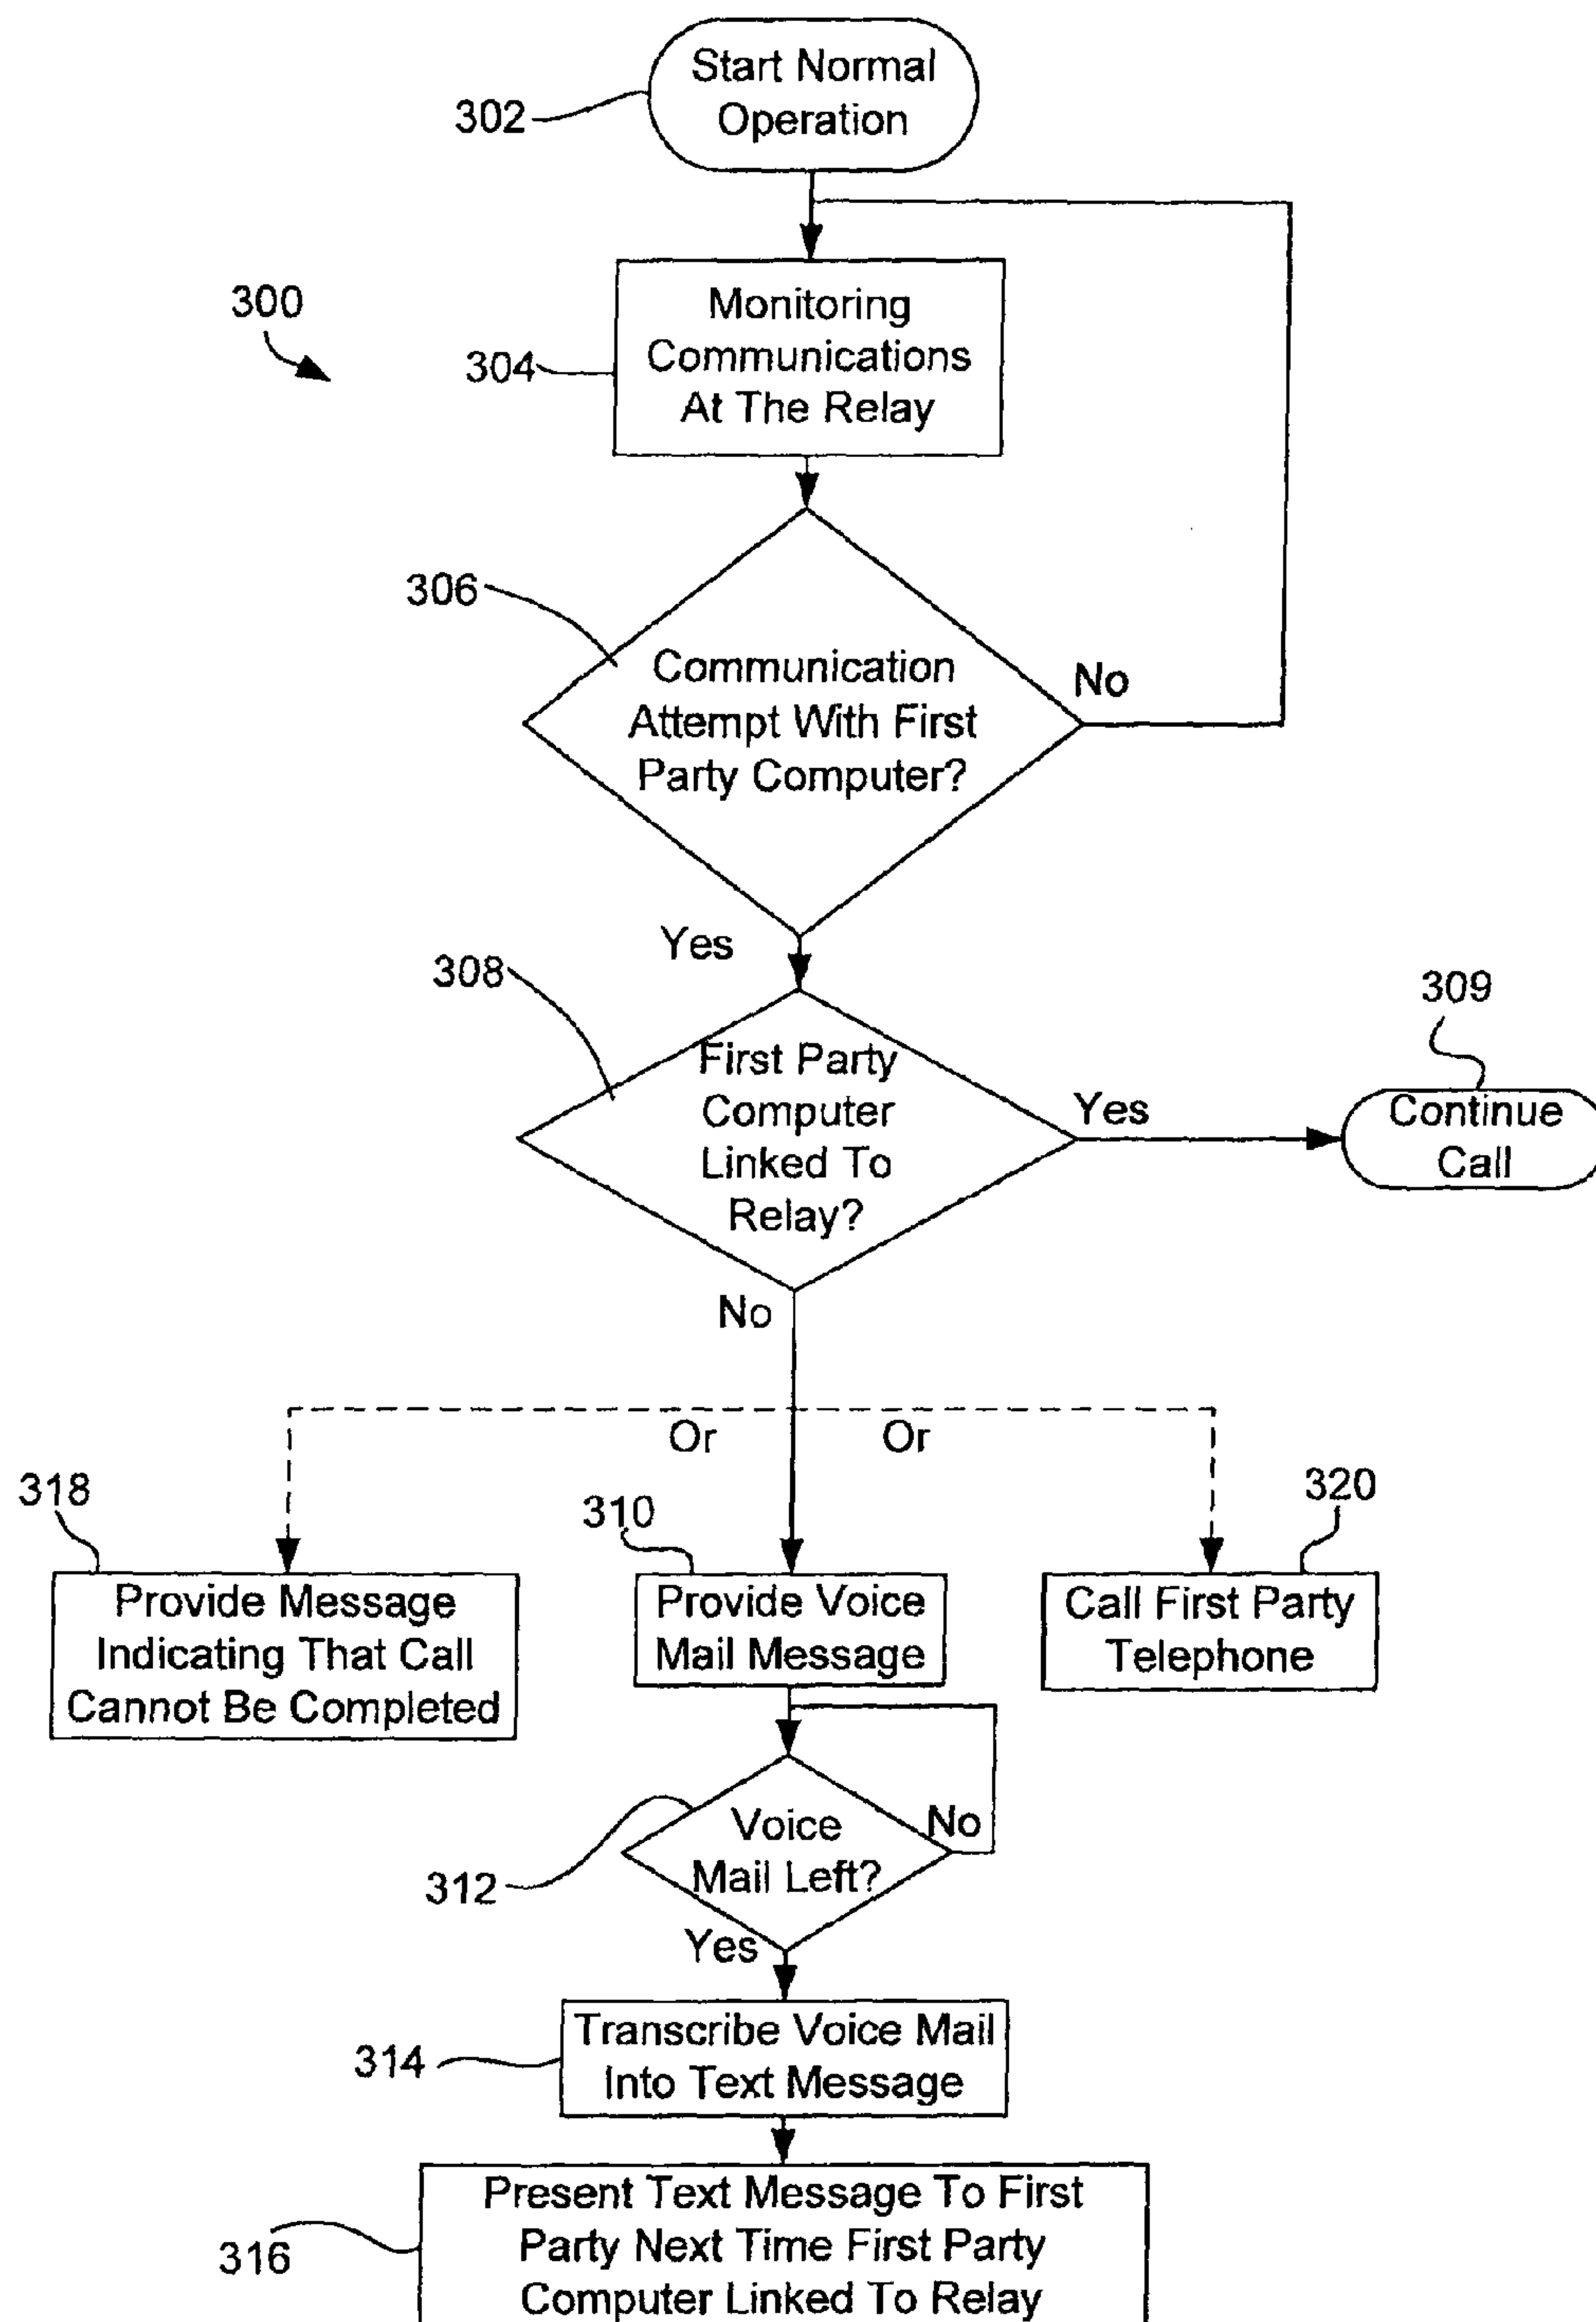 Start Normal
Operation
302
300
Monitoring
Communications
At The Relay
304
306
Communication
Attempt With First
Party Computer?
No
Yes
308
First Party
Computer
Linked To
Relay?
Yes
309
Continue
Call
No
Or
Or
318
Provide Message
Indicating That Call
Cannot Be Completed
310
Provide Voice
Mail Message
320
Call First Party
Telephone
312
Voice
Mail Left?
No
Yes
314
Transcribe Voice Mail
Into Text Message
316
Present Text Message To First
Party Next Time First Party
Computer Linked To Relay